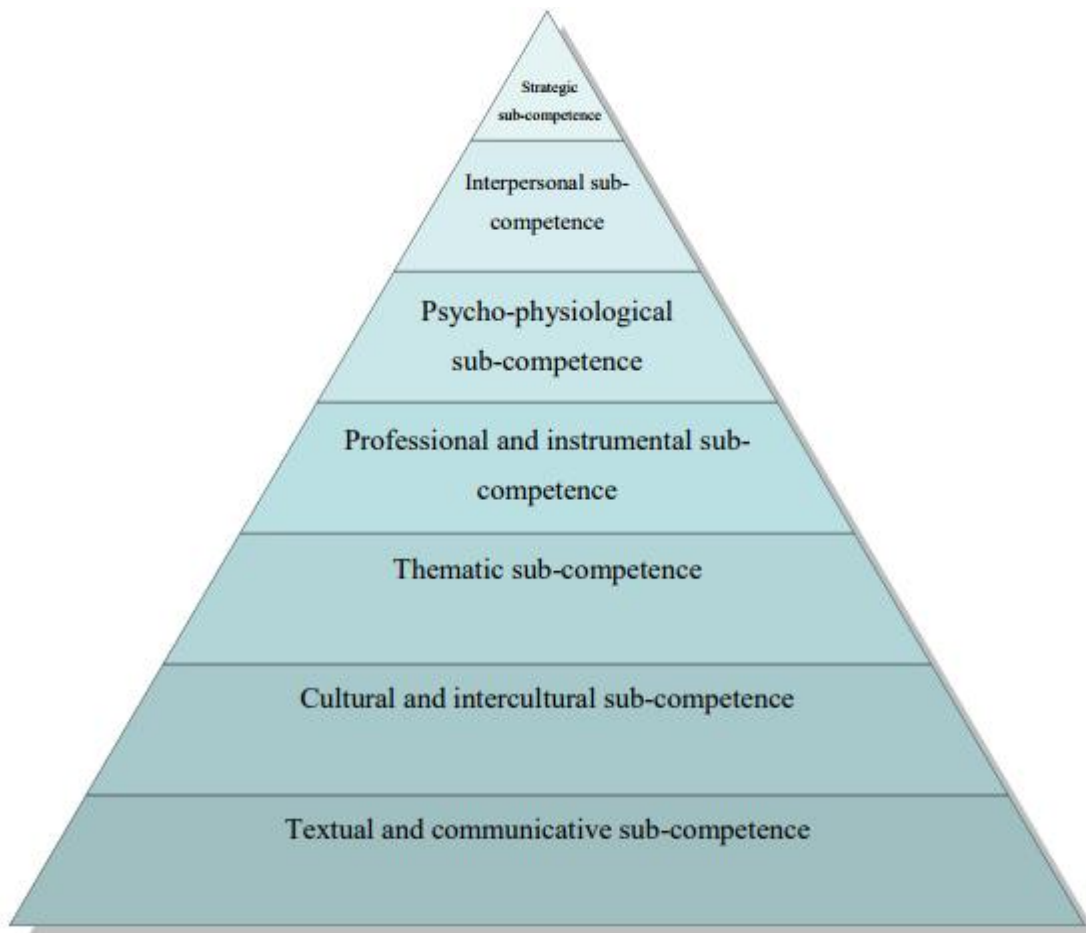 Strategic
sub-competence
Interpersonal sub-
competence
Psycho-physiological
sub-competence
Professional and instrumental sub-
competence
Thematic sub-competence
Cultural and intercultural sub-competence
Textual and communicative sub-competence